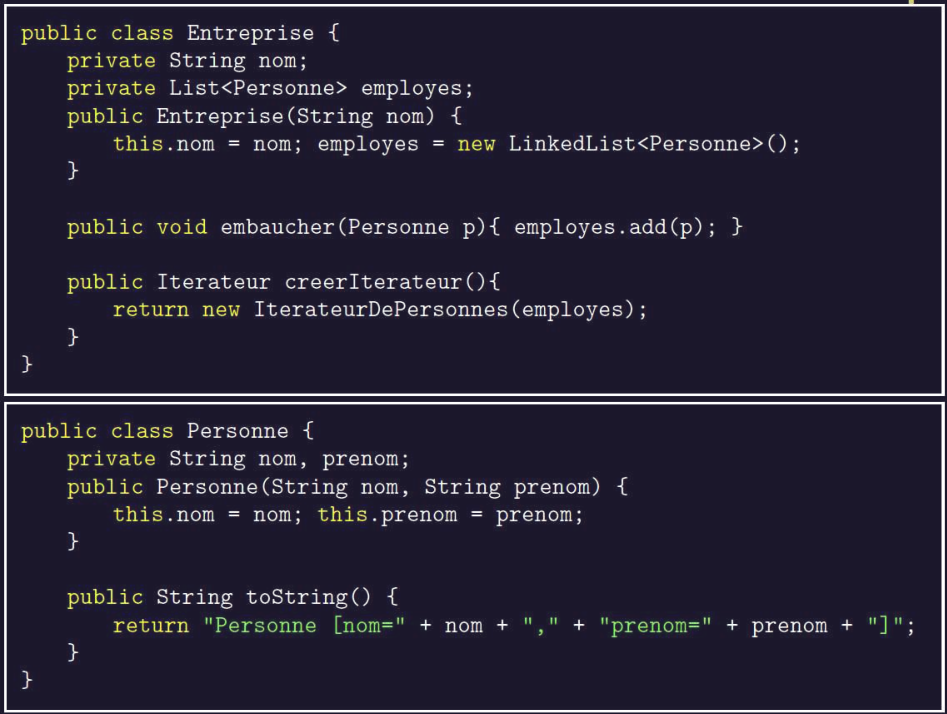 public class Entreprise {
private String nom;
private List<Personne> employes;
public Entreprise(String nom) {
this.nom = nom; employes = new LinkedList<Personne>();
}
public void embaucher(Personne p){ employes.add(p); }
public Iterateur creerIterateur(){
return new IterateurDePersonnes(employes);
}
}
public class Personne {
private String nom, prenom;
public Personne(String nom, String prenom) {
this.nom = nom; this.prenom = prenom;
}
public String toString() {
return "Personne [nom=" + nom + "," + "prenom=" + prenom + "]";
}
}